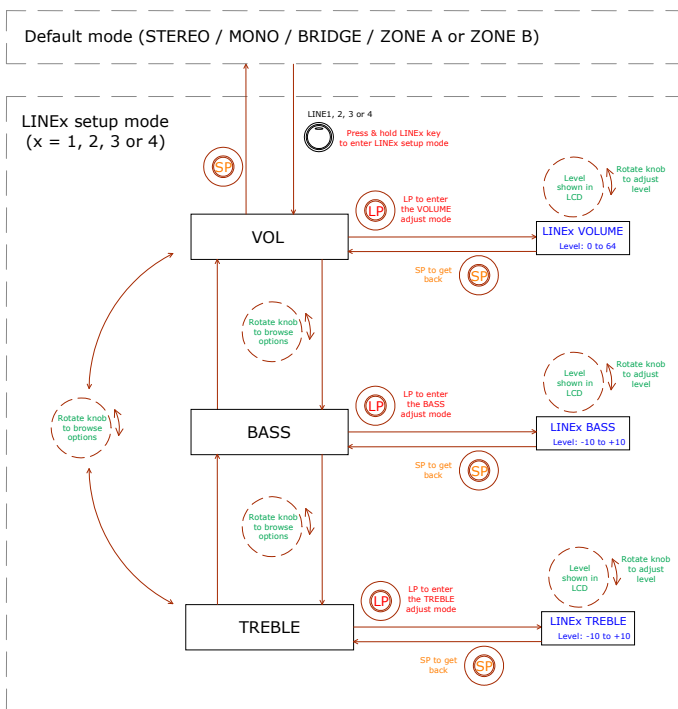 Default mode (STEREO / MONO / BRIDGE / ZONE A or ZONE B)
LINEx setup mode
(x = 1, 2, 3 or 4)
LINE1, 2, 3 or 4
Press & hold LINEx key
to enter LINEx setup mode
SP
LP
LP to enter
the VOLUME
adjust mode
Level
shown in
LCD
Rotate knob
to adjust
level
VOL
LINEx VOLUME
Level: 0 to 64
SP to get
back
SP
Rotate knob
to browse
options
LP
LP to enter
the BASS
adjust mode
Level
shown in
LCD
Rotate knob
to adjust
level
Rotate knob
to browse
options
BASS
LINEx BASS
Level: -10 to +10
SP to get
back
SP
Rotate knob
to browse
options
LP
LP to enter
the TREBLE
adjust mode
Level
shown in
LCD
Rotate knob
to adjust
level
TREBLE
LINEx TREBLE
Level: -10 to +10
SP to get
back
SP